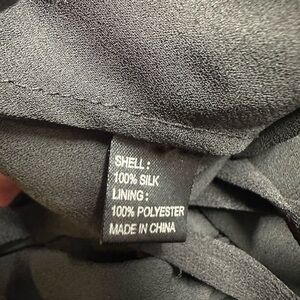 SHELL :
100% SILK
LINING :
100% POLYESTER
MADE IN CHINA